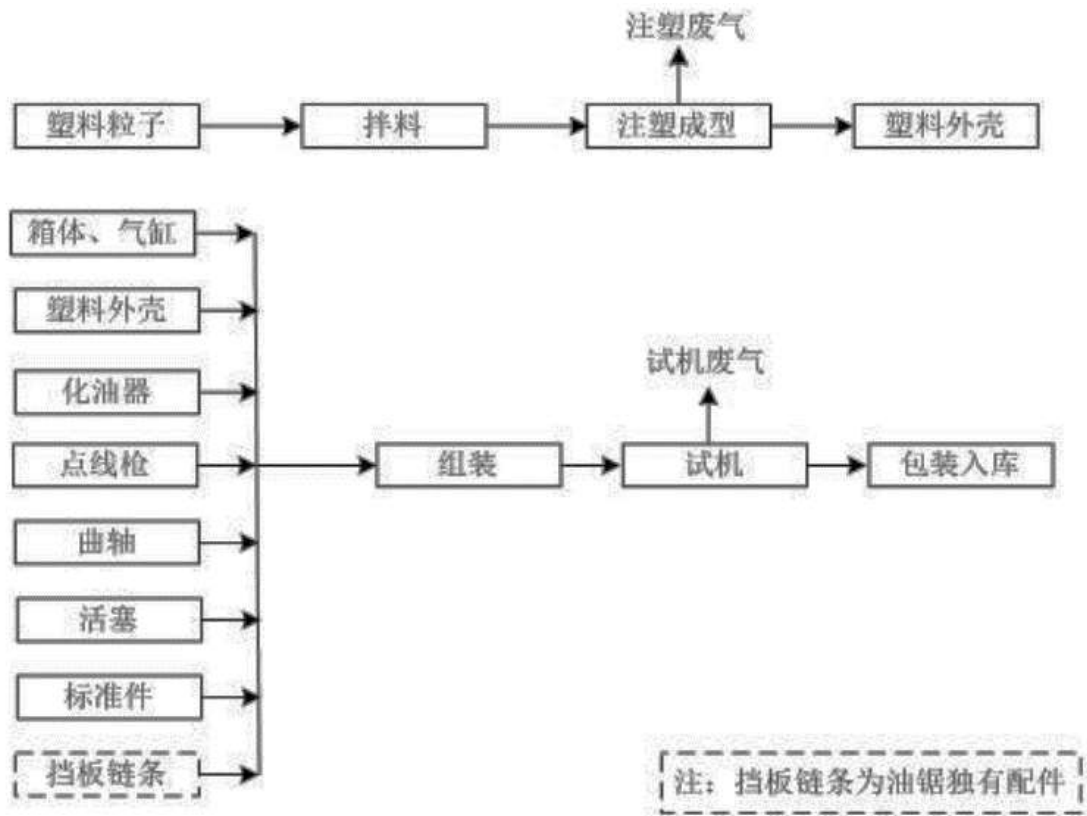 注塑废气
塑料粒子
拌料
注塑成型
塑料外壳
箱体、气缸
塑料外壳
化油器
点线枪
曲轴
活塞
标准件
挡板链条
组装
试机废气
试机
包装入库
注：挡板链条为油锯独有配件